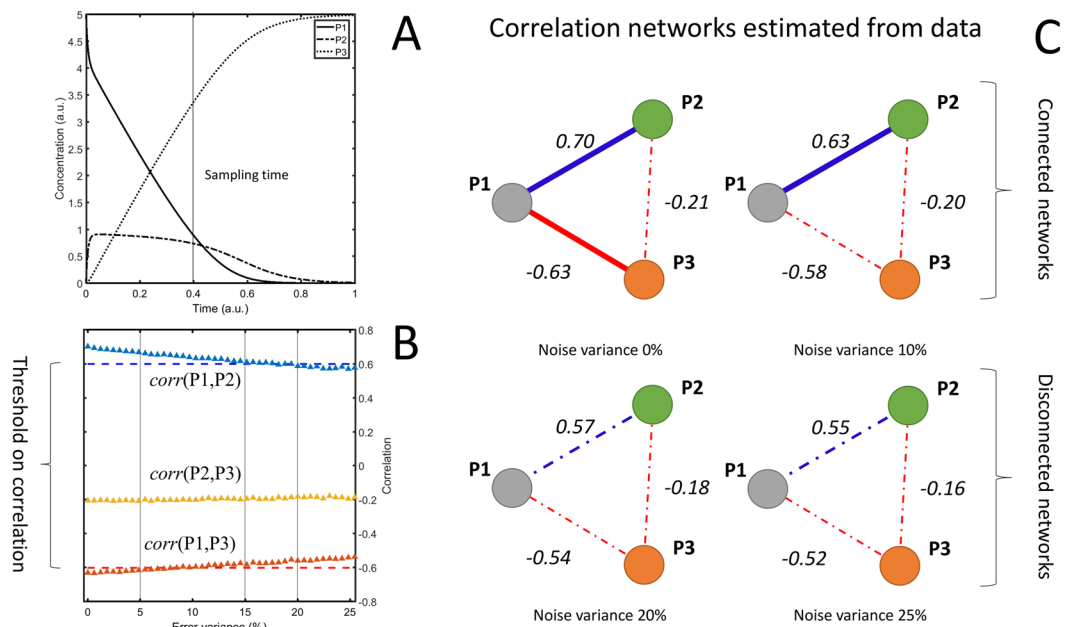 A
5
4.5
4
3.5
3
2.5
2
1.5
1
0.5
0
Concentration (a.u.)
P1
P2
P3
Sampling time
0
0.2
0.4
0.6
0.8
1
Time (a.u.)
B
Threshold on correlation
corr(P1,P2)
corr(P2,P3)
corr(P1,P3)
0.8
0.6
0.4
0.2
0
-0.2
-0.4
-0.6
-0.8
Correlation
0
5
10
15
20
25
Error variance (%)
Correlation networks estimated from data
C
P2
0.70
P1
-0.21
P3
-0.63
Noise variance 0%
P2
0.63
P1
-0.20
P3
-0.58
Noise variance 10%
Connected networks
P2
0.57
P1
-0.18
P3
-0.54
Noise variance 20%
P2
0.55
P1
-0.16
P3
-0.52
Noise variance 25%
Disconnected networks